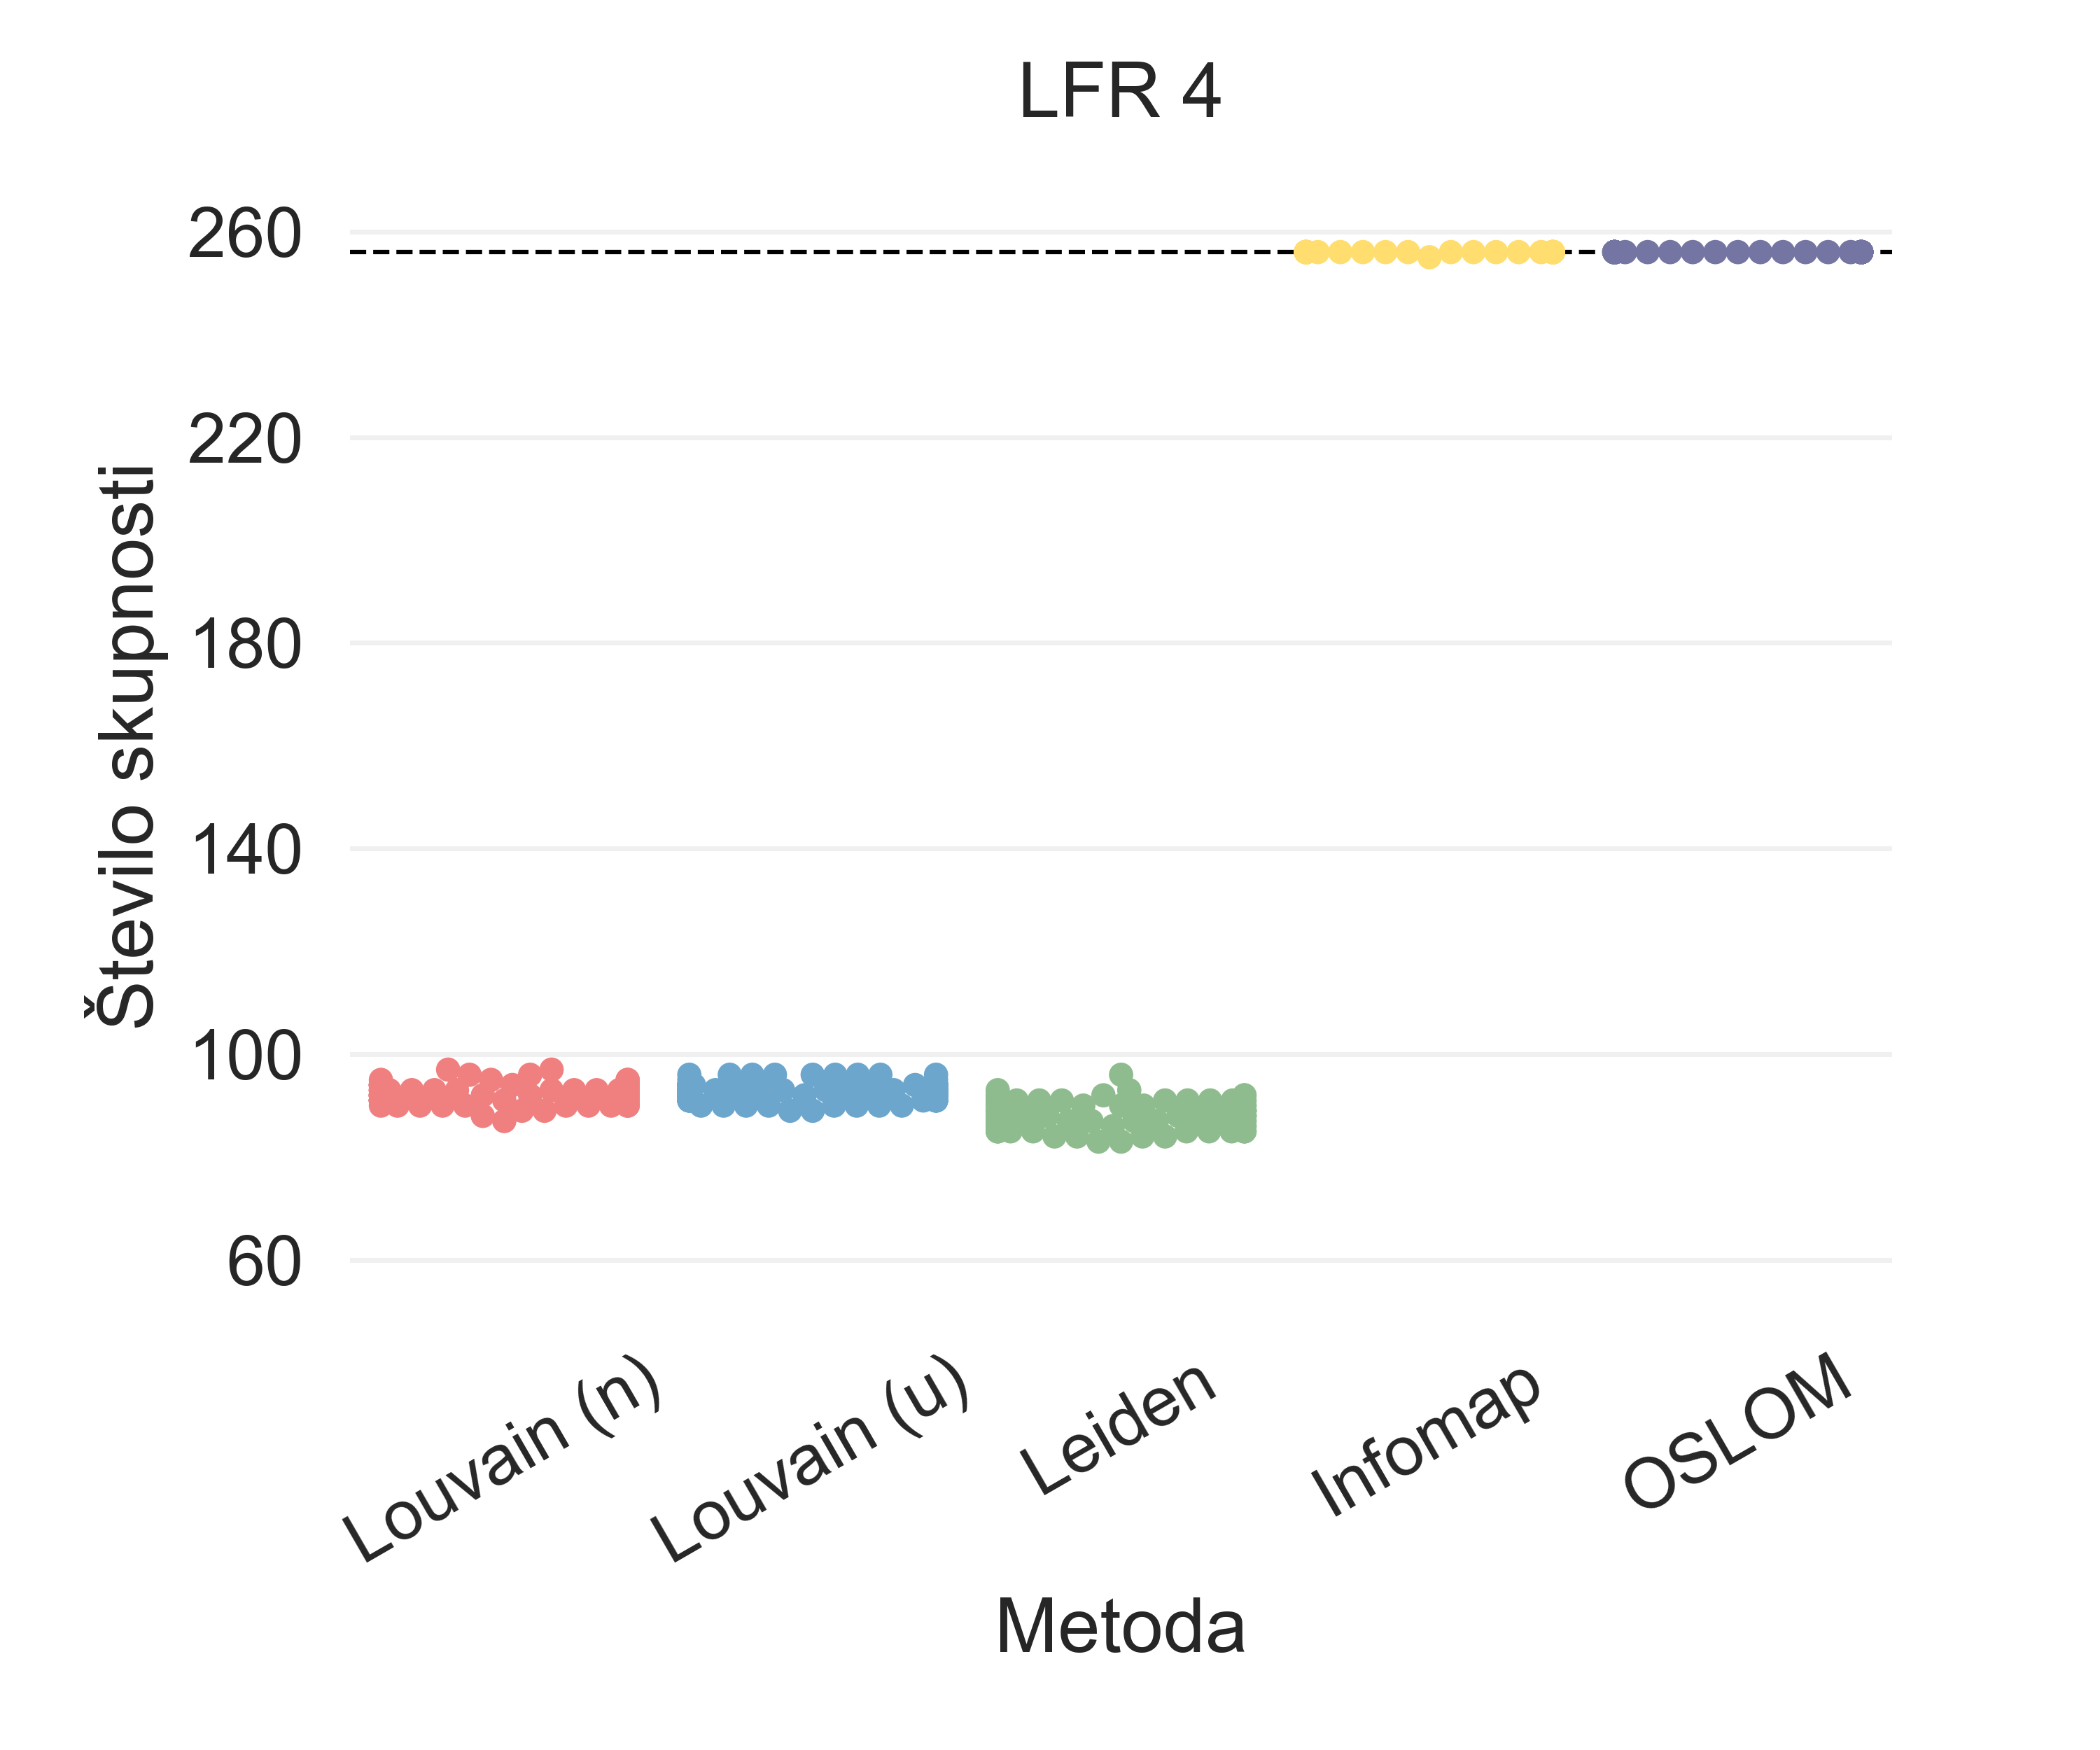 LFR 4
260
220
180
140
100
60
Število skupnosti
Louvain (n)
Louvain (u)
Leiden
Infomap
OSLOM
Metoda